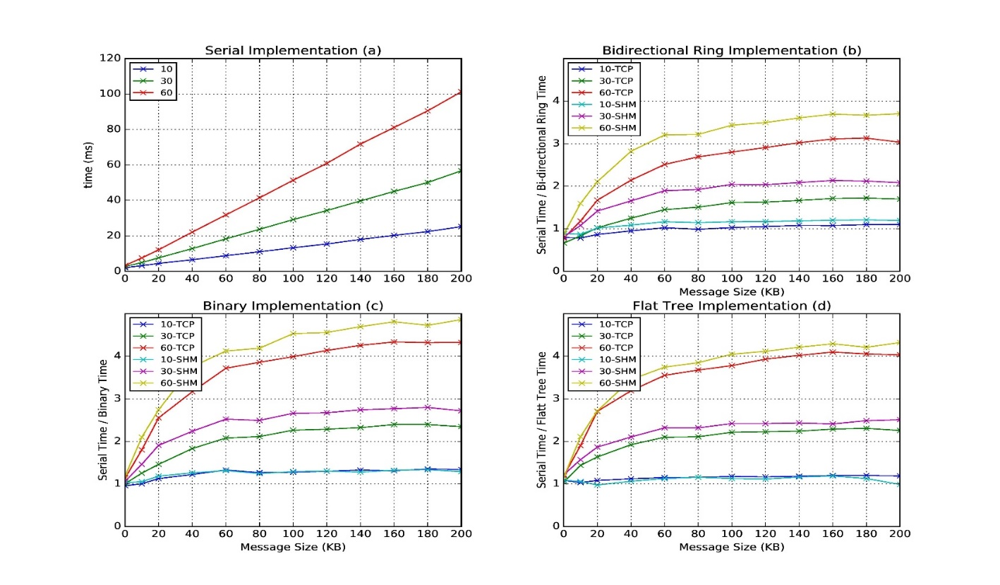 Serial Implementation (a)
120
100
80
60
40
20
0
time (ms)
10
30
60
0 20 40 60 80 100 120 140 160 180 200
Bidirectional Ring Implementation (b)
4
3
2
1
0
Serial Time / Bi-directional Ring Time
10-TCP
30-TCP
60-TCP
10-SHM
30-SHM
60-SHM
0 20 40 60 80 100 120 140 160 180 200
Message Size (KB)
Binary Implementation (c)
4
3
2
1
0
Serial Time / Binary Time
10-TCP
30-TCP
60-TCP
10-SHM
30-SHM
60-SHM
0 20 40 60 80 100 120 140 160 180 200
Message Size (KB)
Flat Tree Implementation (d)
4
3
2
1
0
Serial Time / Flatt Tree Time
10-TCP
30-TCP
60-TCP
10-SHM
30-SHM
60-SHM
0 20 40 60 80 100 120 140 160 180 200
Message Size (KB)